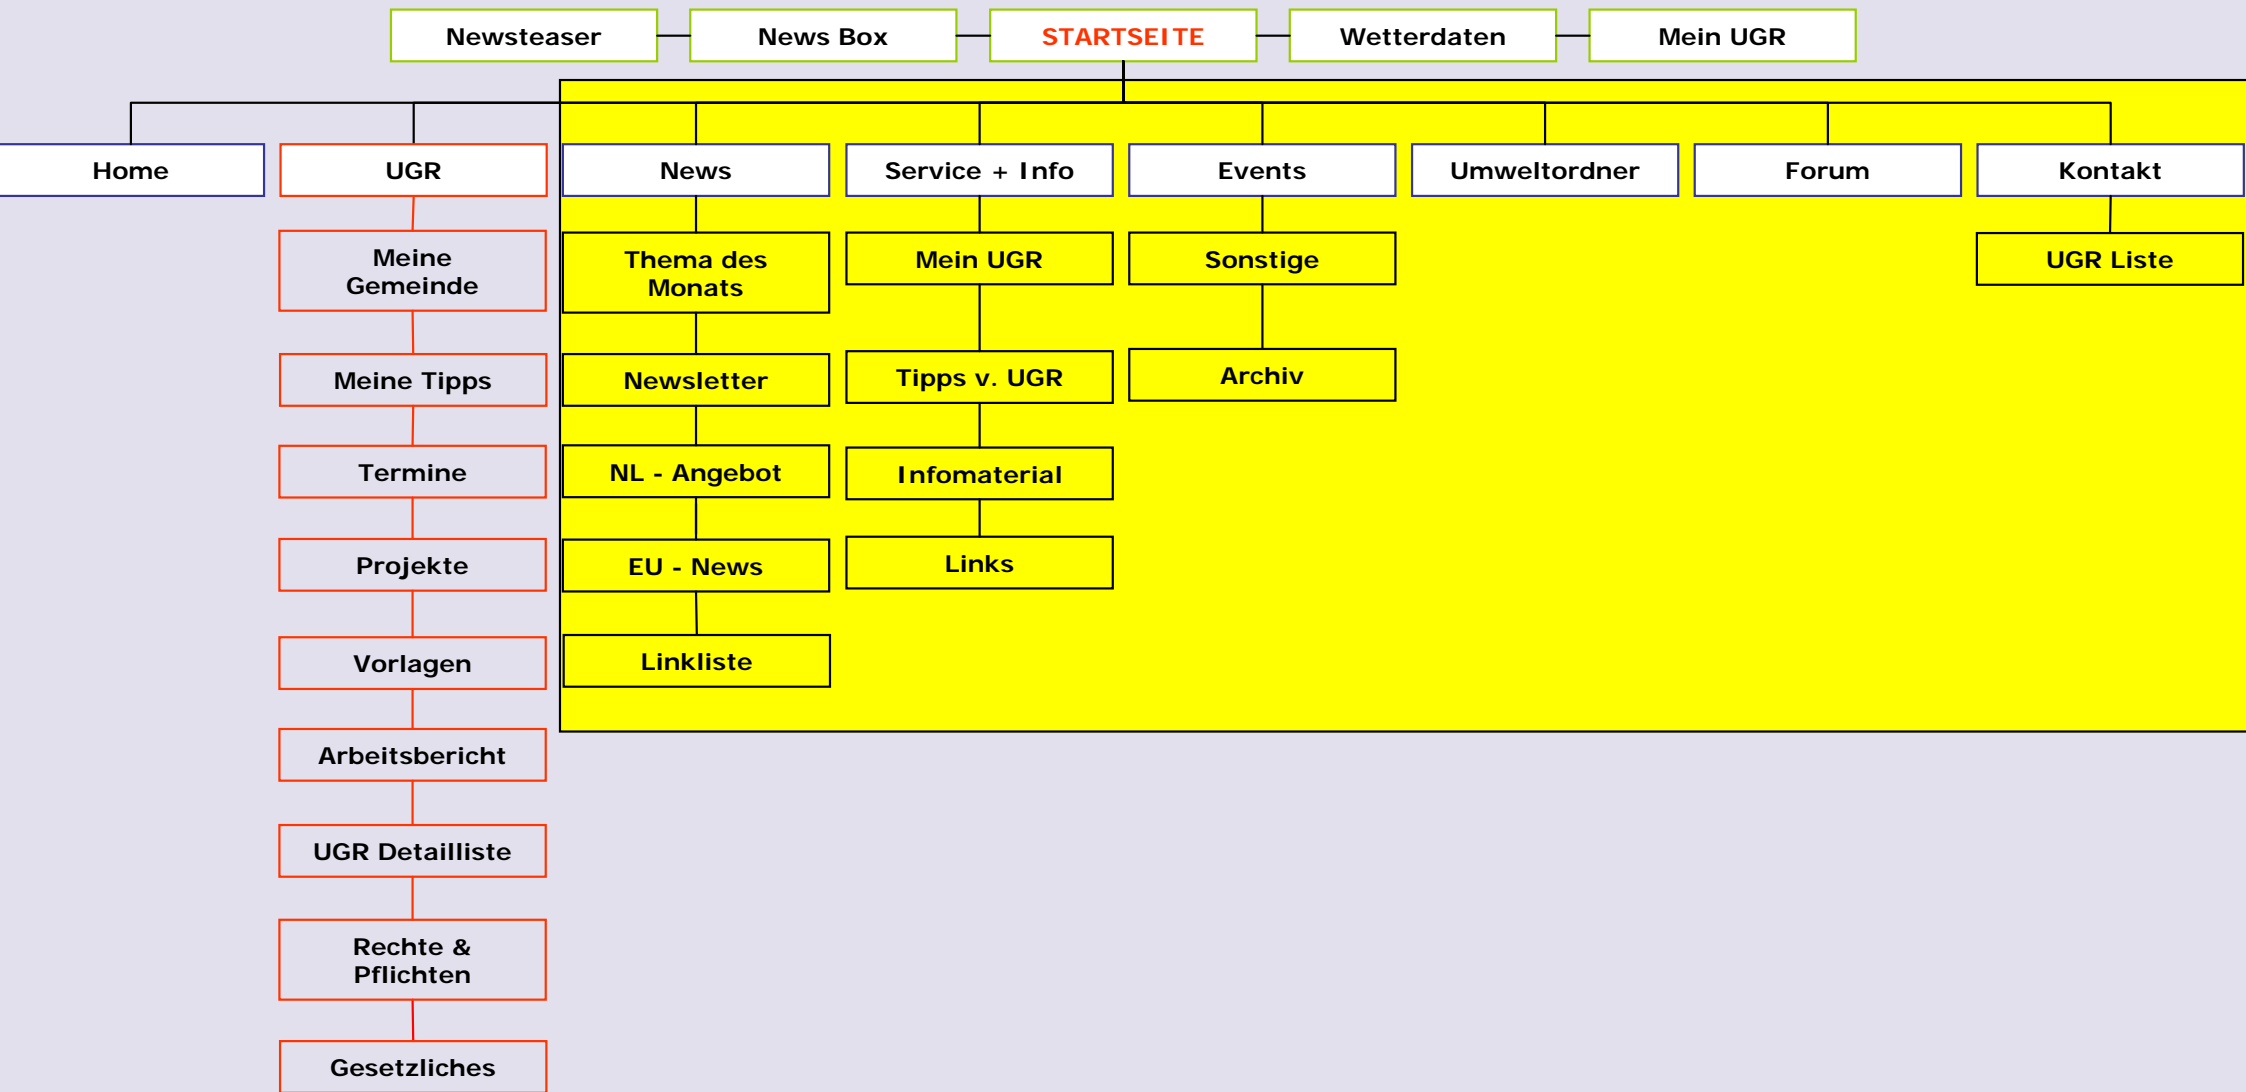 Newsteaser
News Box
STARTSEITE
Wetterdaten
Mein UGR
Home
UGR
News
Service + Info
Events
Umweltordner
Forum
Kontakt
Meine
Gemeinde
Meine Tipps
Termine
Projekte
Vorlagen
Arbeitsbericht
UGR Detailliste
Rechte &
Pflichten
Gesetzliches
Thema des
Monats
Newsletter
NL - Angebot
EU - News
Linkliste
Mein UGR
Tipps v. UGR
Infomaterial
Links
Sonstige
Archiv
UGR Liste